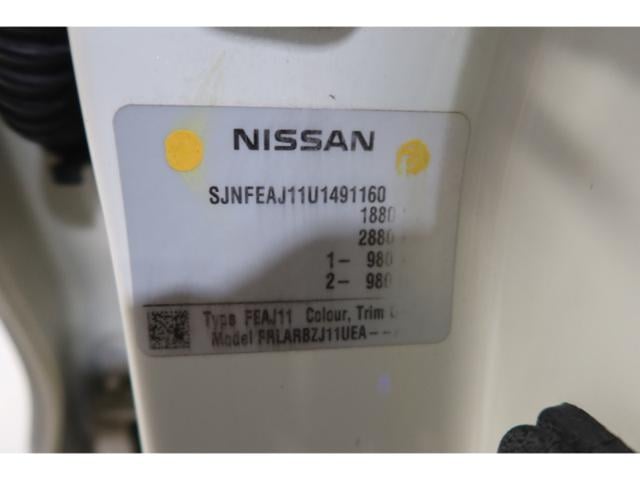 NISSAN
SJNFEAJ11U1491160
1880
2880
1- 980
2- 980
Type FEAJ11 Colour, Trim
Model FRLARBZJ11UEA--